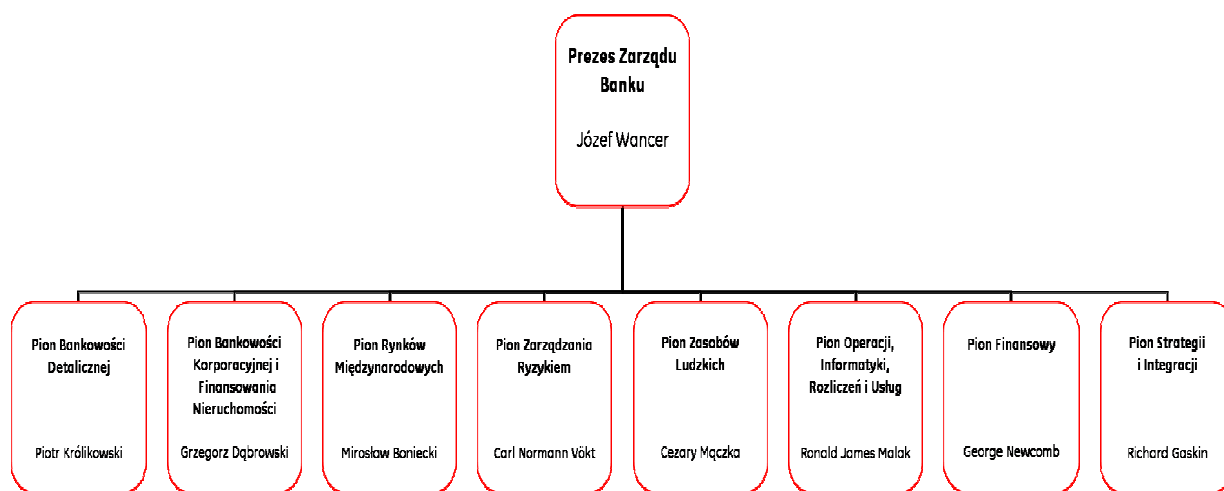 Prezes Zarządu
Banku
Józef Wancer
Pion Bankowości
Detalicznej
Piotr Królikowski
Pion Bankowości
Korporacyjnej i
Finansowania
Nieruchomości
Grzegorz Dąbrowski
Pion Rynków
Międzynarodowych
Mirosław Boniecki
Pion Zarządzania
Ryzykiem
Carl Normann Vökt
Pion Zasobów
Ludzkich
Cezary Mączka
Pion Operacji,
Informatyki,
Rozliczeń i Usług
Ronald James Malak
Pion Finansowy
George Newcomb
Pion Strategii
i Integracji
Richard Gaskin